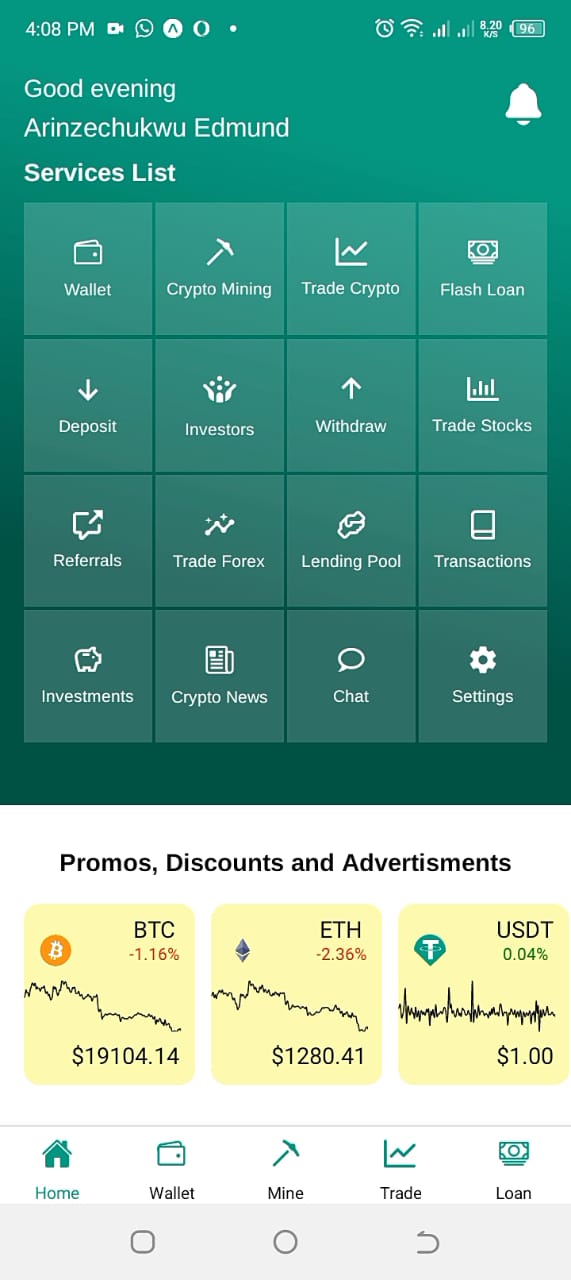 4:08 PM 8.20 K/S 96
Good evening
Arinzechukwu Edmund
Services List
Wallet Crypto Mining Trade Crypto Flash Loan
Deposit Investors Withdraw Trade Stocks
Referrals Trade Forex Lending Pool Transactions
Investments Crypto News Chat Settings
Promos, Discounts and Advertisments
BTC ETH USDT
-1.16% -2.36% 0.04%
$19104.14 $1280.41 $1.00
Home Wallet Mine Trade Loan